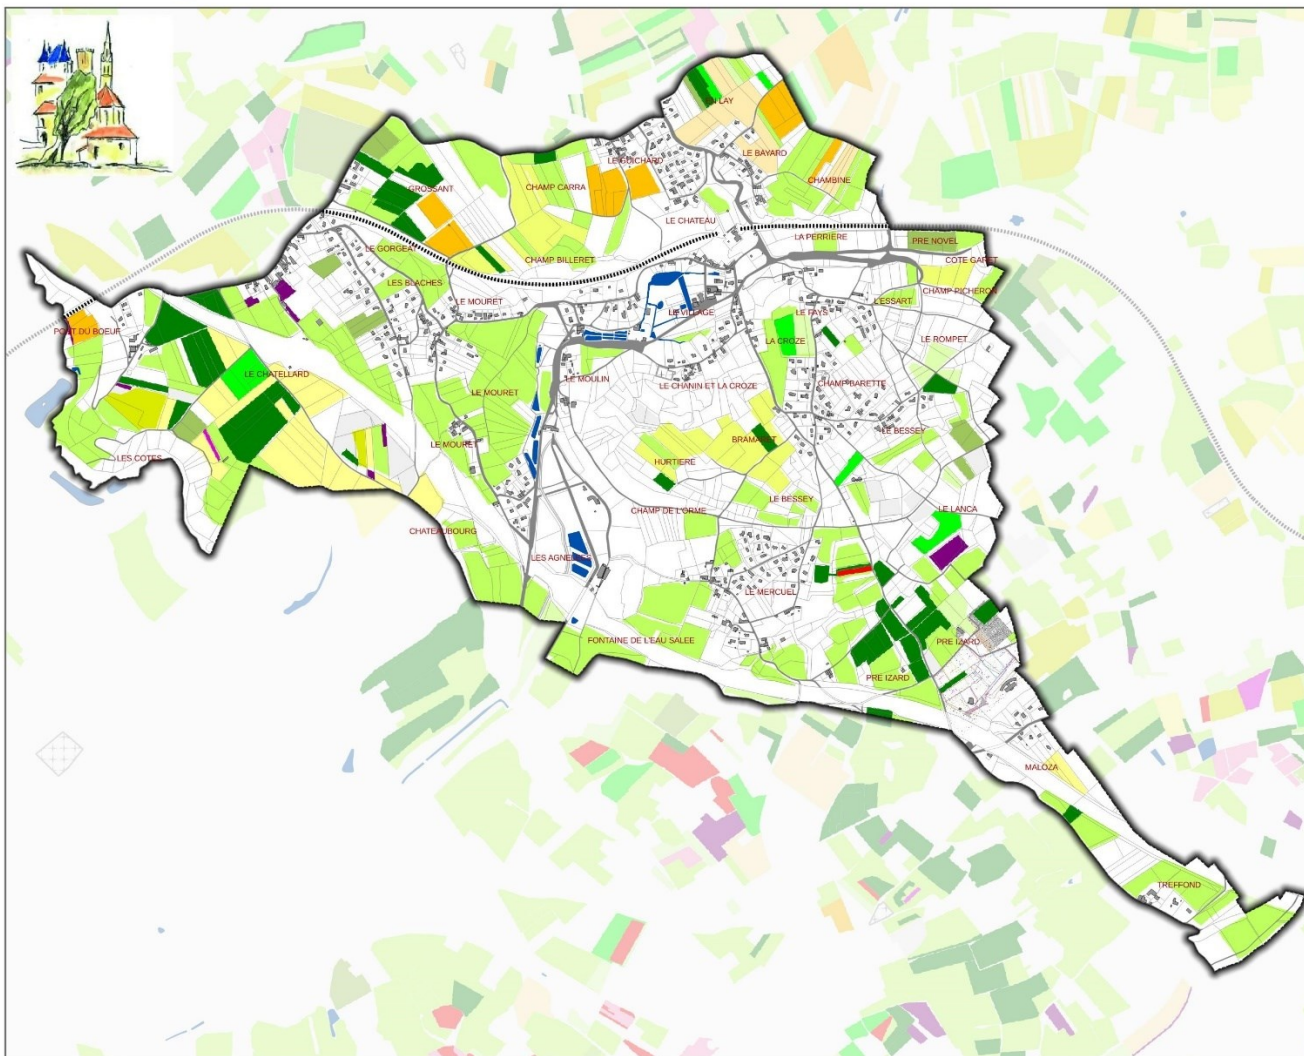 EN LAY
LE BAYARD
LE GUICHARD
CHAMBINE
GROSSANT
CHAMP CARRA
LE CHATEAU
LA PERRIERE
PRE NOVEL
LE GORGEAT
CHAMP BILLERET
COTE GARET
LES BLACHES
CHAMP PICHERON
LE MOURET
L'ESSART
LE VILLAGE
LE FAYS
PONT DU BOEUF
LA CROZE
LE ROMPET
LE CHATELLARD
LE MOULIN
LE CHANIN ET LA CROZE
CHAMP BARETTE
LE MOURET
LE BESSEY
LE MOURET
LES COTES
HURTIERE
LE BESSEY
CHAMP DE L'ORME
LE LANCA
CHATEAUBOURG
LE MERCUEL
FONTAINE DE L'EAU SALEE
PRE IZARD
PRE IZARD
MALOZA
TREFFOND